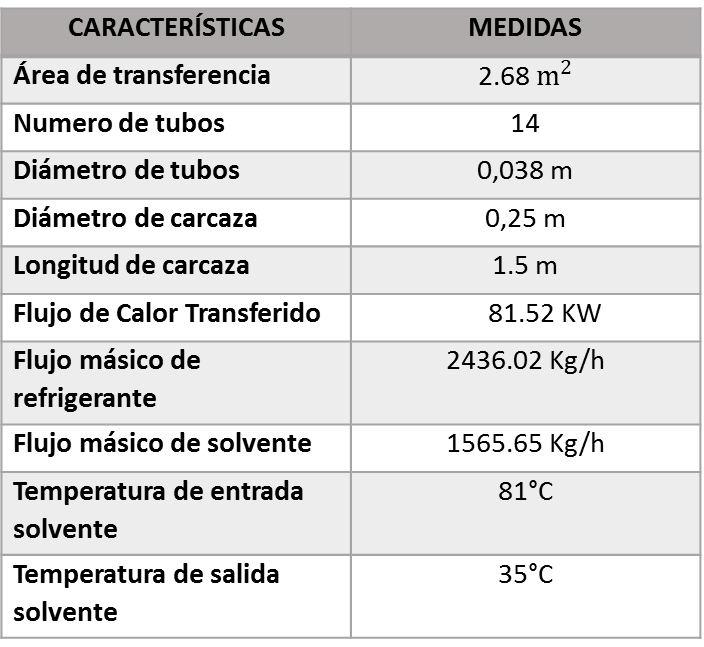 CARACTERÍSTICAS MEDIDAS
Área de transferencia 2.68 m²
Numero de tubos 14
Diámetro de tubos 0,038 m
Diámetro de carcaza 0,25 m
Longitud de carcaza 1.5 m
Flujo de Calor Transferido 81.52 KW
Flujo másico de 2436.02 Kg/h
refrigerante
Flujo másico de solvente 1565.65 Kg/h
Temperatura de entrada 81°C
solvente
Temperatura de salida 35°C
solvente